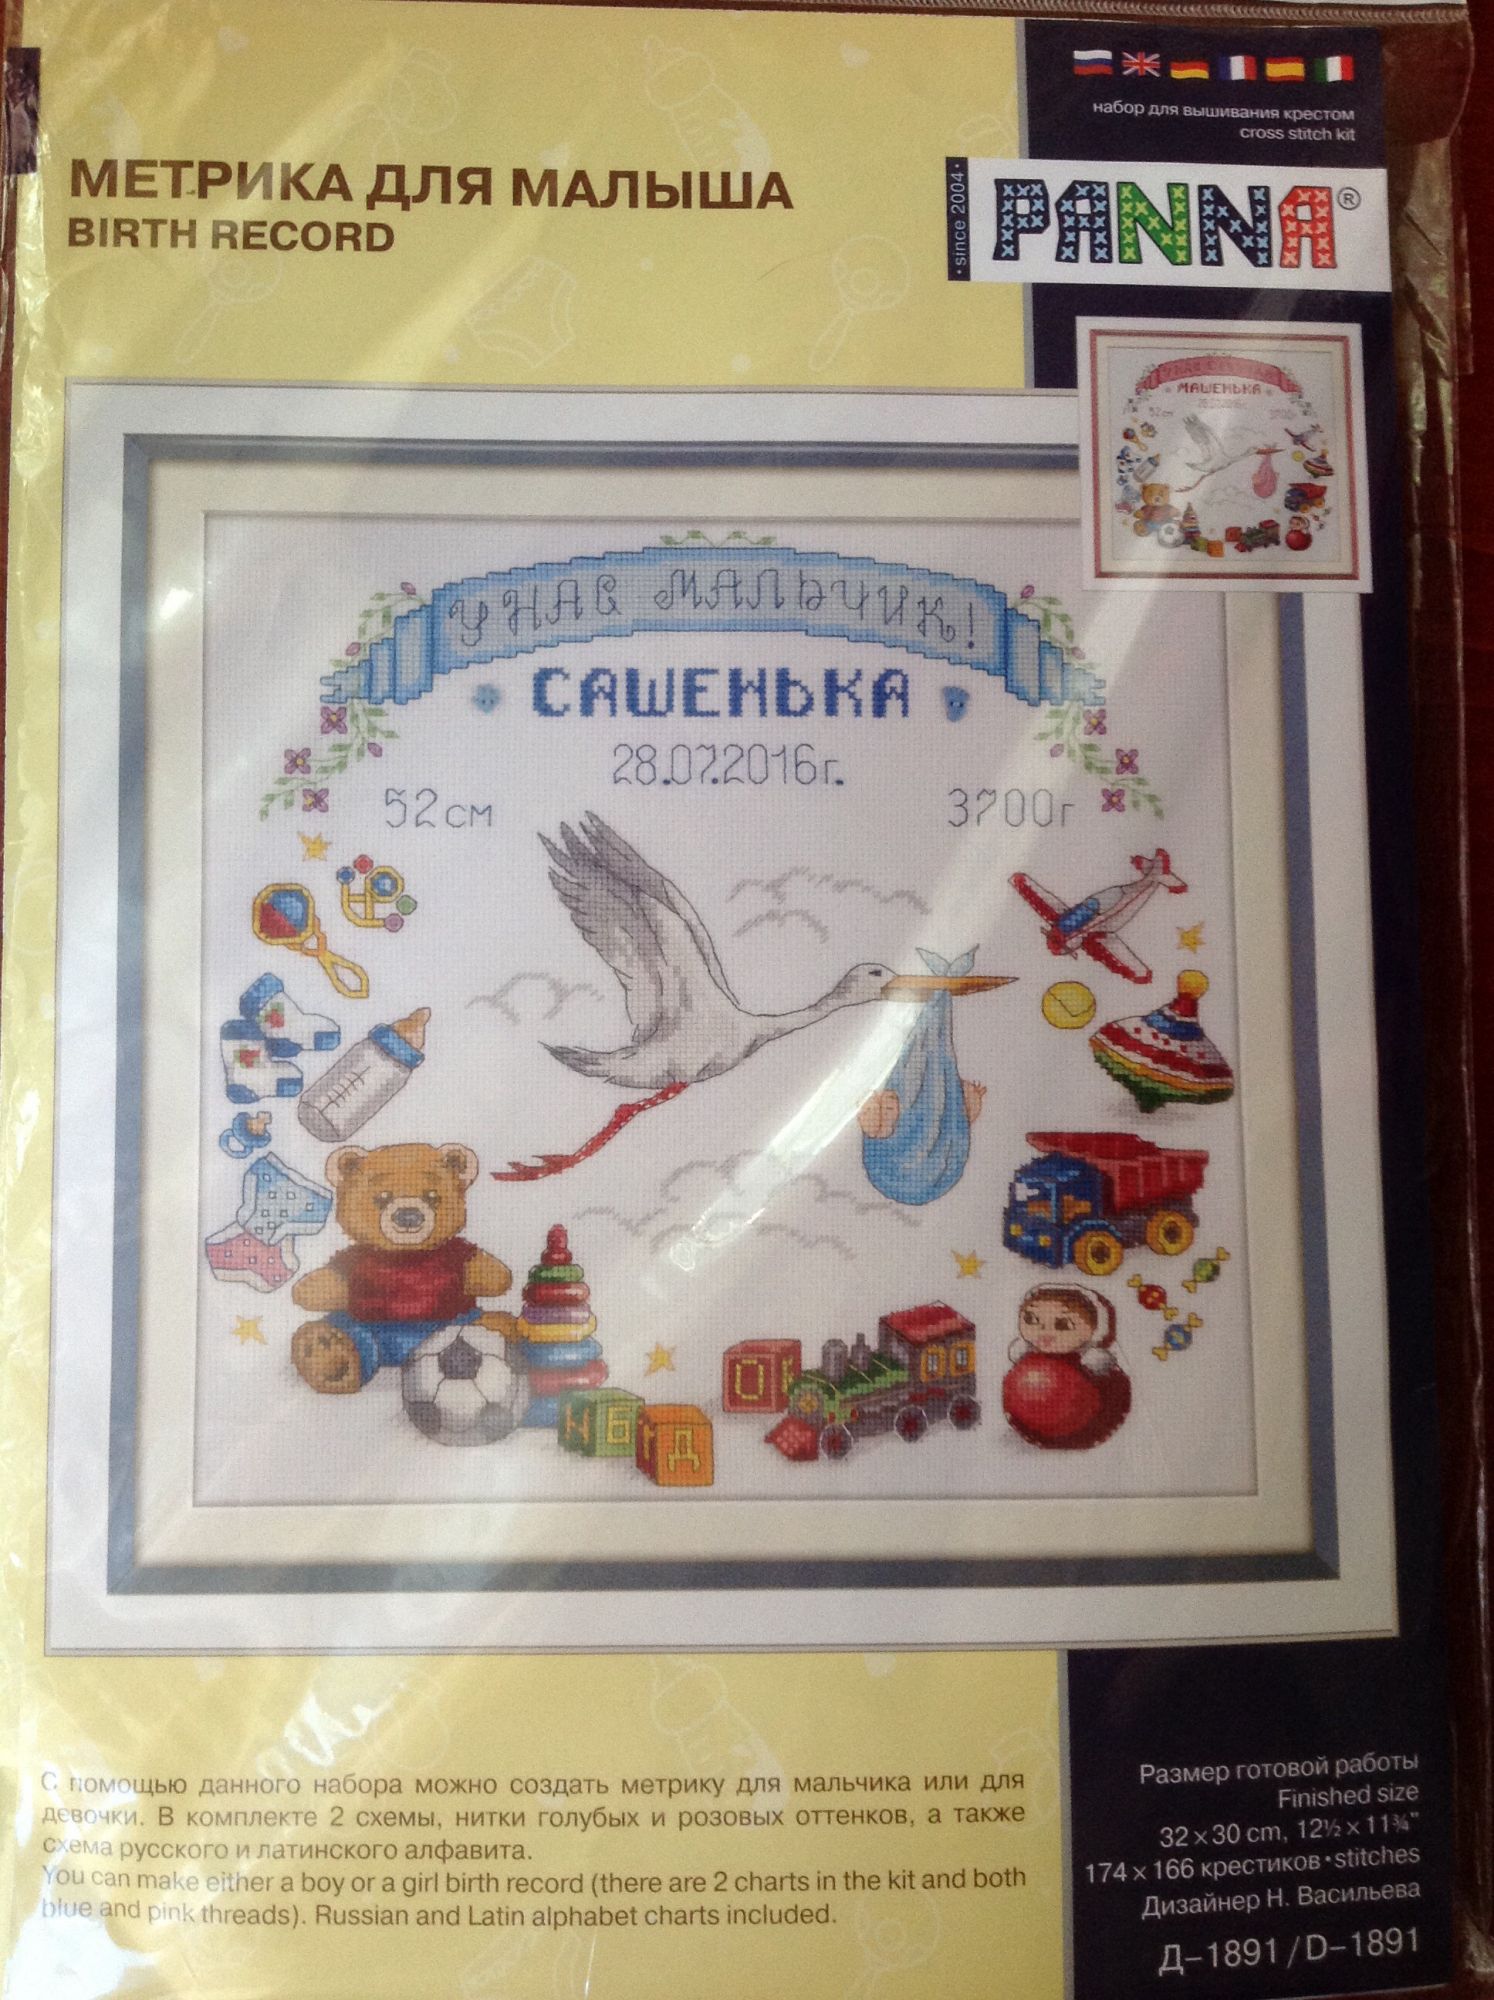 набор для вышивания крестом
cross stitch kit
МЕТРИКА ДЛЯ МАЛЫША
BIRTH RECORD
since 2004
PANNA®
МАШЕНЬКА
52см
3700г
У НАС МАЛЬЧИК!
САШЕНЬКА
28.07.2016г.
52см
3700г
О
Н Б
Д
С помощью данного набора можно создать метрику для мальчика или для
девочки. В комплекте 2 схемы, нитки голубых и розовых оттенков, а также
схема русского и латинского алфавита.
You can make either a boy or a girl birth record (there are 2 charts in the kit and both
blue and pink threads). Russian and Latin alphabet charts included.
Размер готовой работы
Finished size
32 × 30 cm, 12½ × 11¾"
174 × 166 крестиков • stitches
Дизайнер Н. Васильева
Д-1891 / D-1891